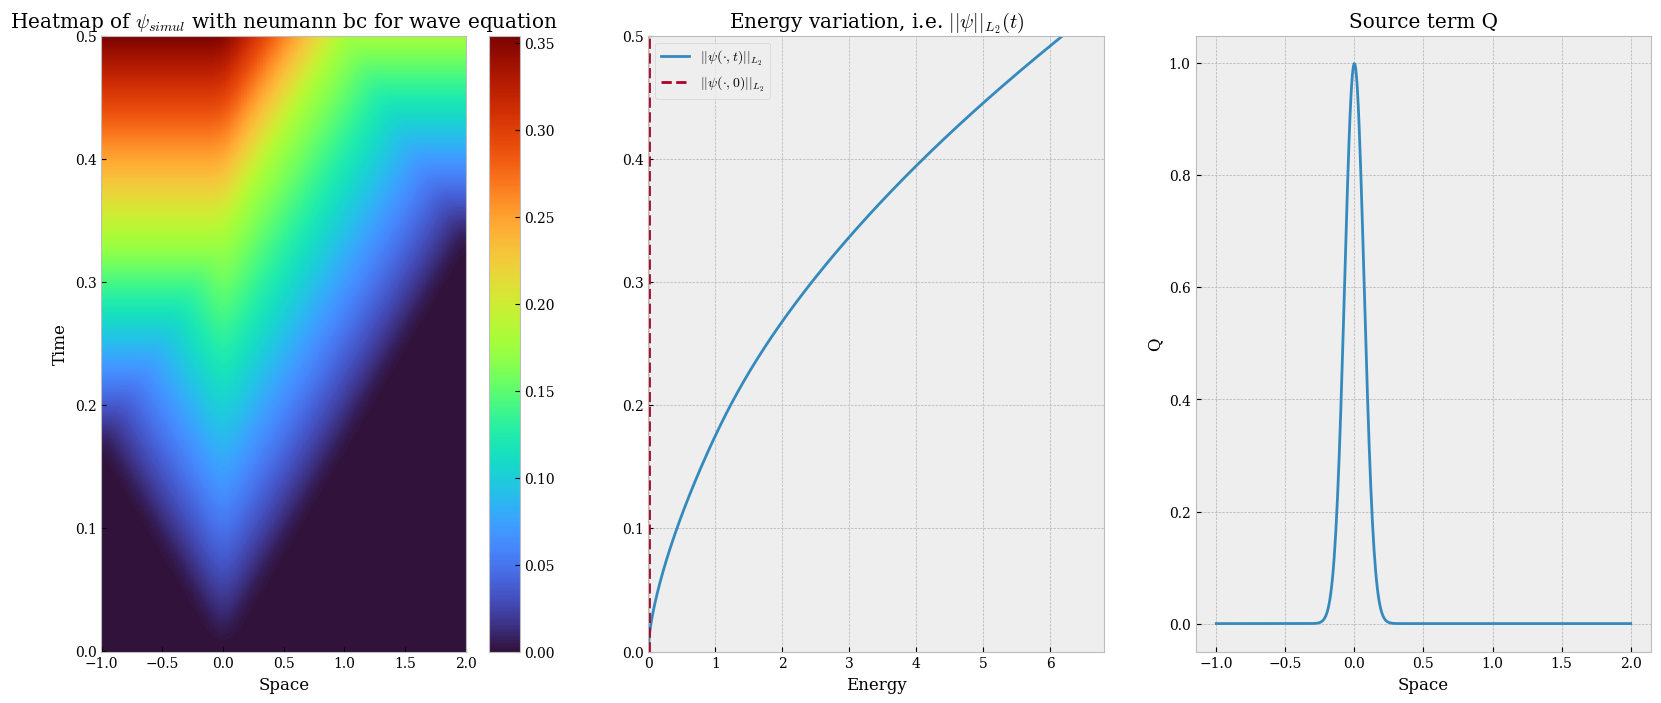 Heatmap of ψ_simul with neumann bc for wave equation
0.5
0.4
0.3
0.2
0.1
0.0
Time
−1.0 −0.5 0.0 0.5 1.0 1.5 2.0
Space
0.35
0.30
0.25
0.20
0.15
0.10
0.05
0.00
Energy variation, i.e. ||ψ||_{L_2}(t)
||ψ(·, t)||_{L_2}
||ψ(·, 0)||_{L_2}
0.5
0.4
0.3
0.2
0.1
0.0
0 1 2 3 4 5 6
Energy
Source term Q
1.0
0.8
0.6
0.4
0.2
0.0
Q
−1.0 −0.5 0.0 0.5 1.0 1.5 2.0
Space